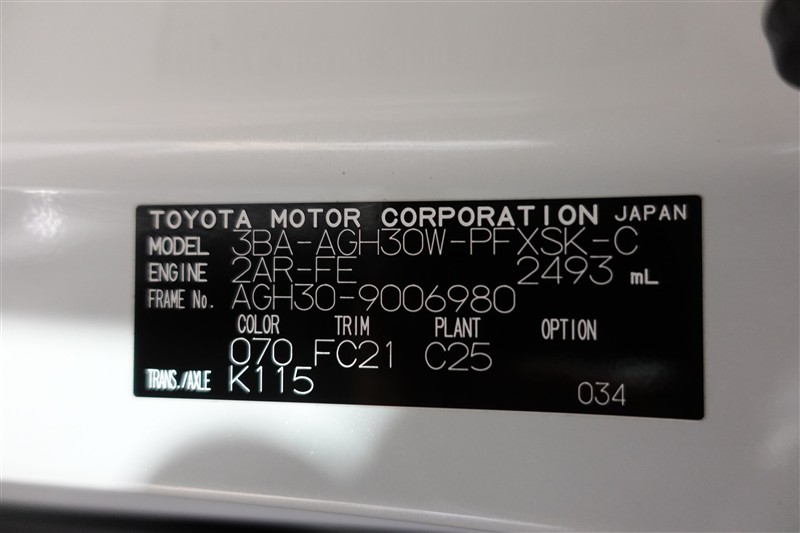 TOYOTA MOTOR CORPORATION JAPAN
MODEL 3BA-AGH30W-PFXSK-C
ENGINE 2AR-FE 2493 mL
FRAME No. AGH30-9006980
COLOR TRIM PLANT OPTION
070 FC21 C25
TRANS./AXLE K115 034